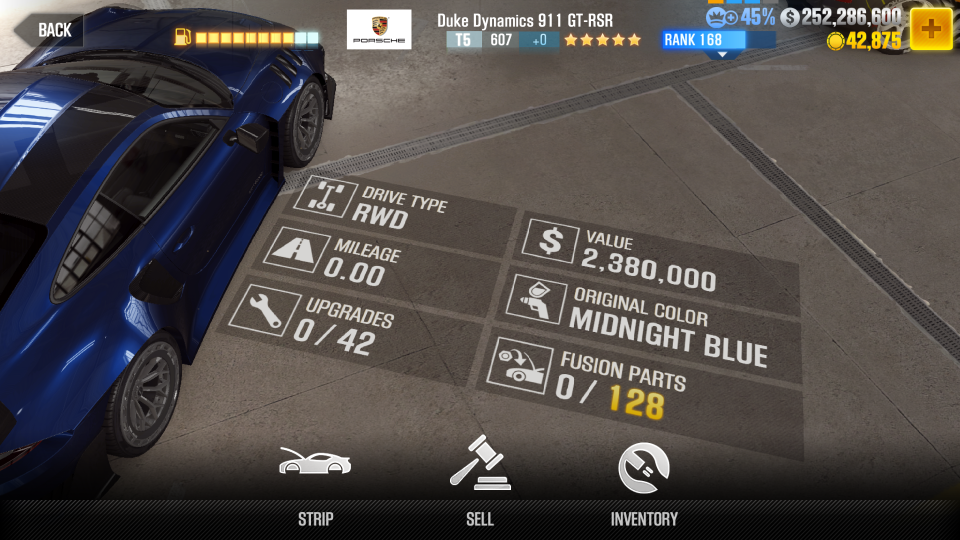 BACK
PORSCHE
Duke Dynamics 911 GT-RSR
T5 607 +0
RANK 168
45%
$ 252,286,600
42,875
DRIVE TYPE
RWD
MILEAGE
0.00
UPGRADES
0 / 42
$
VALUE
2,380,000
ORIGINAL COLOR
MIDNIGHT BLUE
FUSION PARTS
0 / 128
STRIP
SELL
INVENTORY